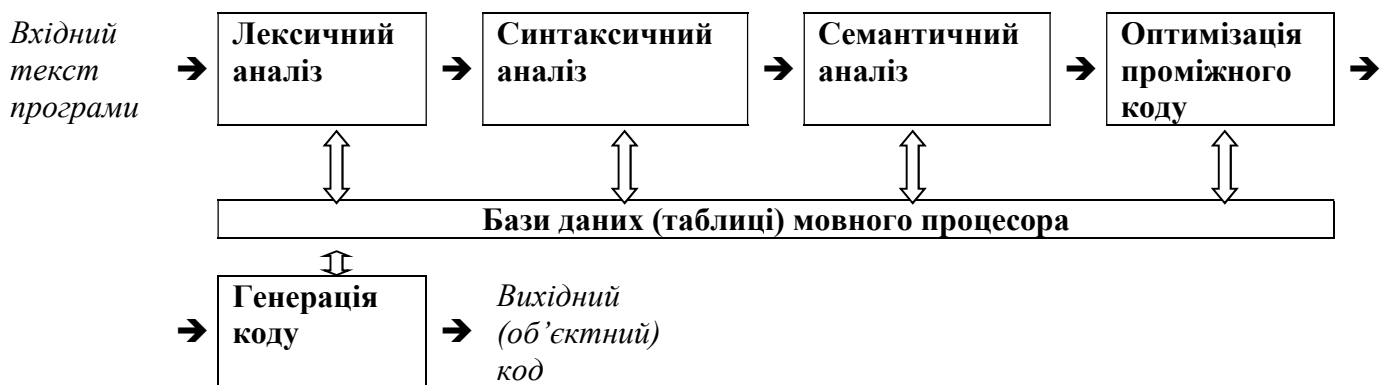 Вхідний
текст
програми
Лексичний
аналіз
Синтаксичний
аналіз
Семантичний
аналіз
Оптимізація
проміжного
коду
Бази даних (таблиці) мовного процесора
Генерація
коду
Вихідний
(об’єктний)
код